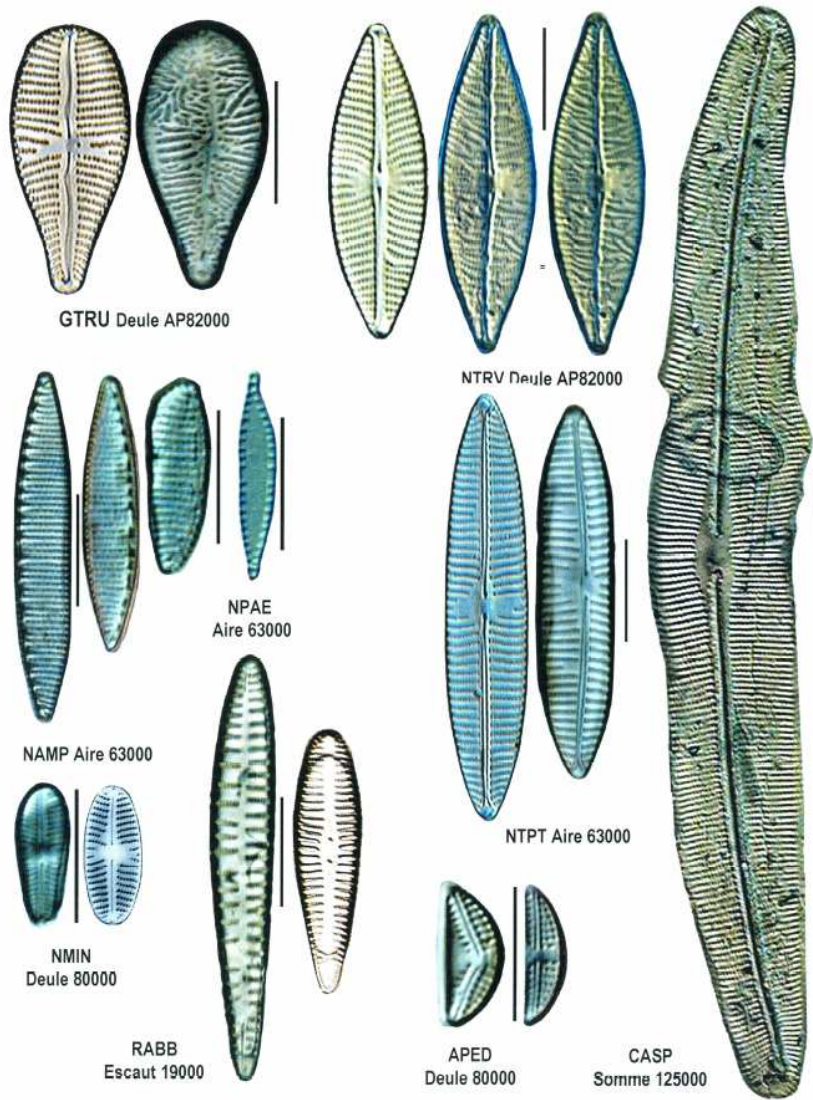 GTRU Deule AP82000
NTRV Deule AP82000
NPAE
Aire 63000
NAMP Aire 63000
NTPT Aire 63000
NMIN
Deule 80000
RABB
Escaut 19000
APED
Deule 80000
CASP
Somme 125000